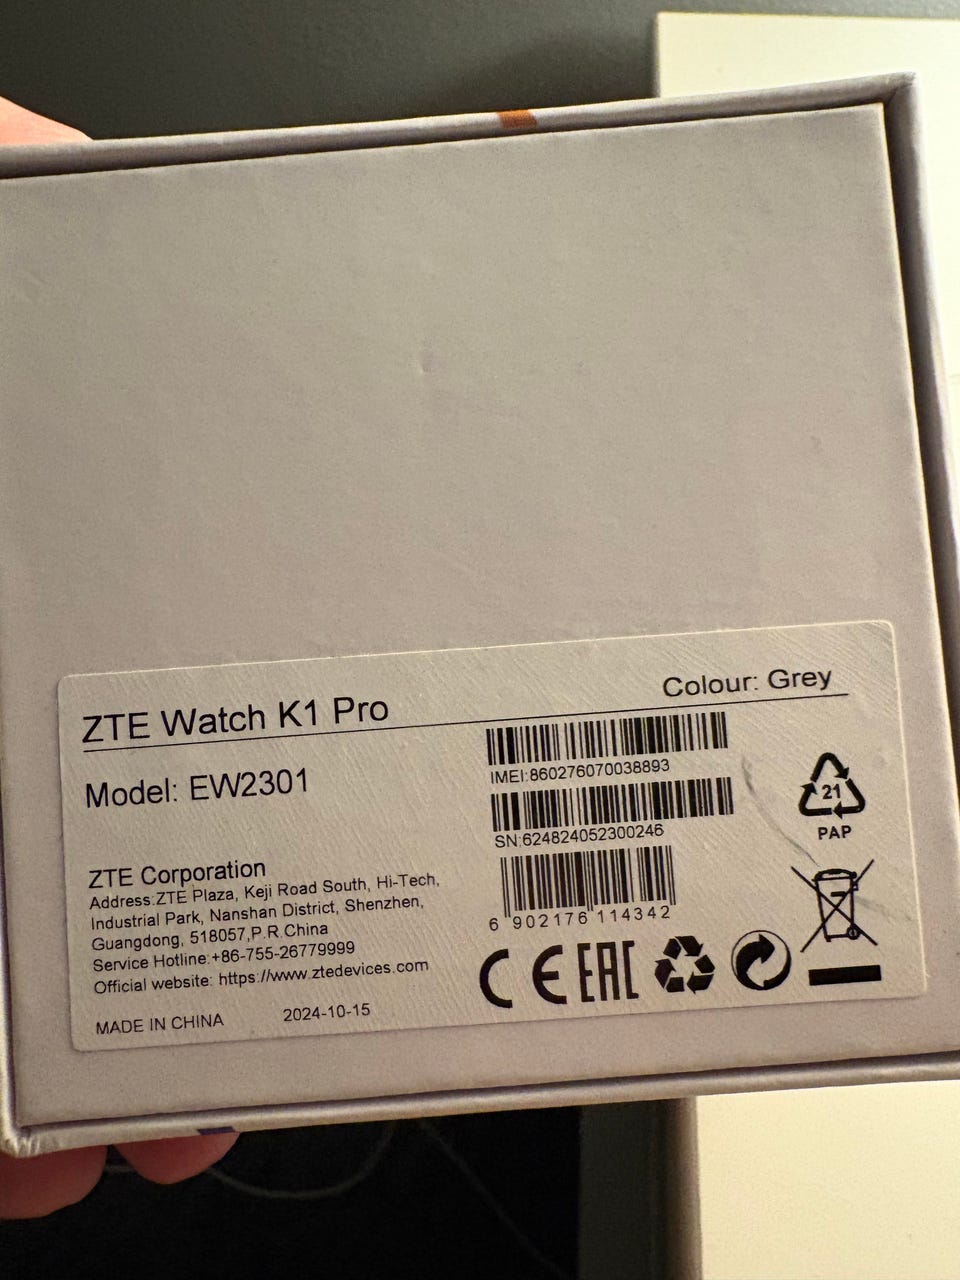 ZTE Watch K1 Pro
Colour: Grey
Model: EW2301
IMEI:860276070038893
SN:624824052300246
6 902176 114342
ZTE Corporation
Address:ZTE Plaza, Keji Road South, Hi-Tech,
Industrial Park, Nanshan District, Shenzhen,
Guangdong, 518057,P.R.China
Service Hotline:+86-755-26779999
Official website: https://www.ztedevices.com
MADE IN CHINA
2024-10-15
CE EAC
21
PAP